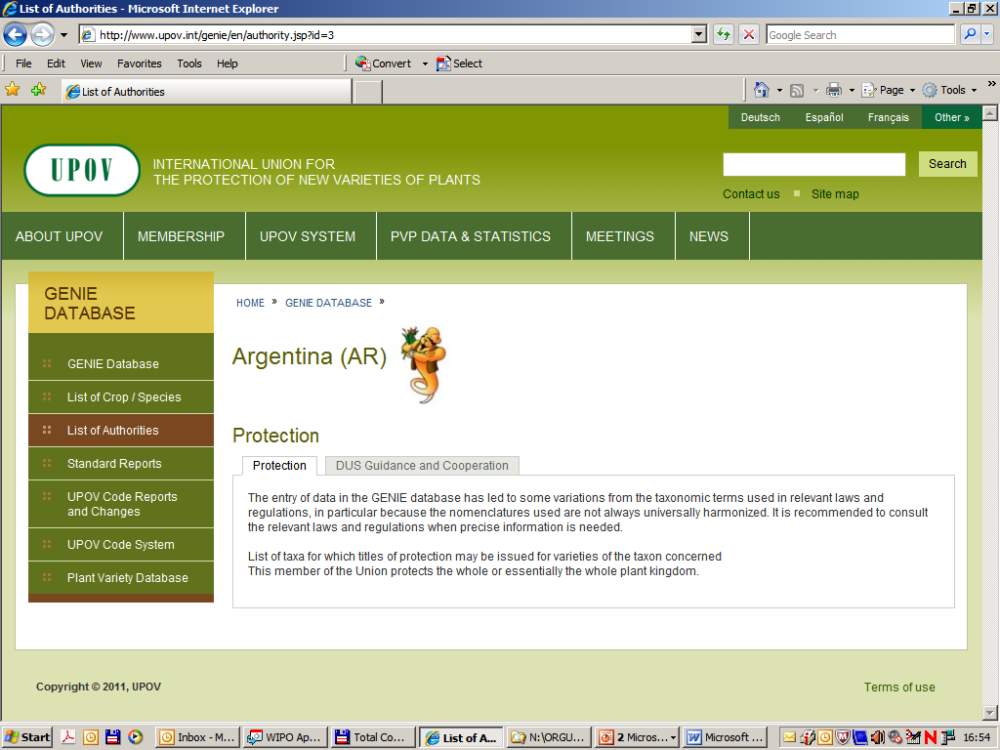 List of Authorities - Microsoft Internet Explorer
http://www.upov.int/genie/en/authority.jsp?id=3
Google Search
File Edit View Favorites Tools Help
Convert Select
List of Authorities
Page Tools »
Deutsch Español Français Other »
UPOV
INTERNATIONAL UNION FOR
THE PROTECTION OF NEW VARIETIES OF PLANTS
Search
Contact us Site map
ABOUT UPOV MEMBERSHIP UPOV SYSTEM PVP DATA & STATISTICS MEETINGS NEWS
GENIE
DATABASE
GENIE Database
List of Crop / Species
List of Authorities
Standard Reports
UPOV Code Reports
and Changes
UPOV Code System
Plant Variety Database
HOME » GENIE DATABASE »
Argentina (AR)
Protection
Protection DUS Guidance and Cooperation
The entry of data in the GENIE database has led to some variations from the taxonomic terms used in relevant laws and
regulations, in particular because the nomenclatures used are not always universally harmonized. It is recommended to consult
the relevant laws and regulations when precise information is needed.
List of taxa for which titles of protection may be issued for varieties of the taxon concerned
This member of the Union protects the whole or essentially the whole plant kingdom.
Copyright © 2011, UPOV
Terms of use
Start Inbox - M... WIPO Ap... Total Co... List of A... N:\ORGU... 2 Micros... Microsoft ... 16:54